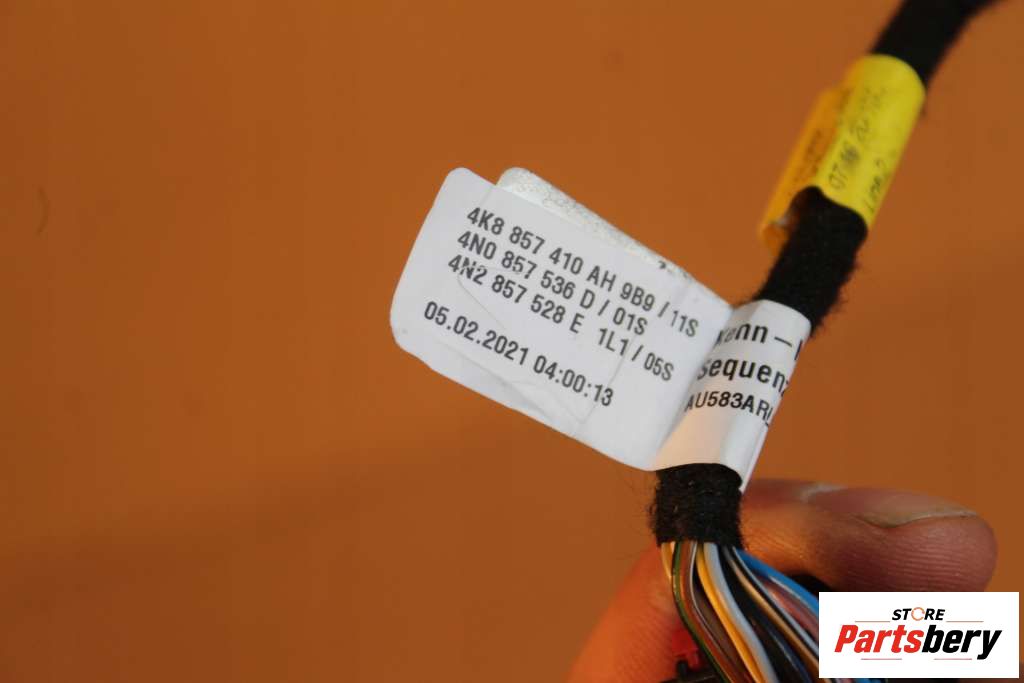 4K8 857 410 AH 9B9 / 11S
4N0 857 536 D / 01S
4N2 857 528 E 1L1 / 05S
05.02.2021 04:00:13
AU583AR
STORE
Partsbery